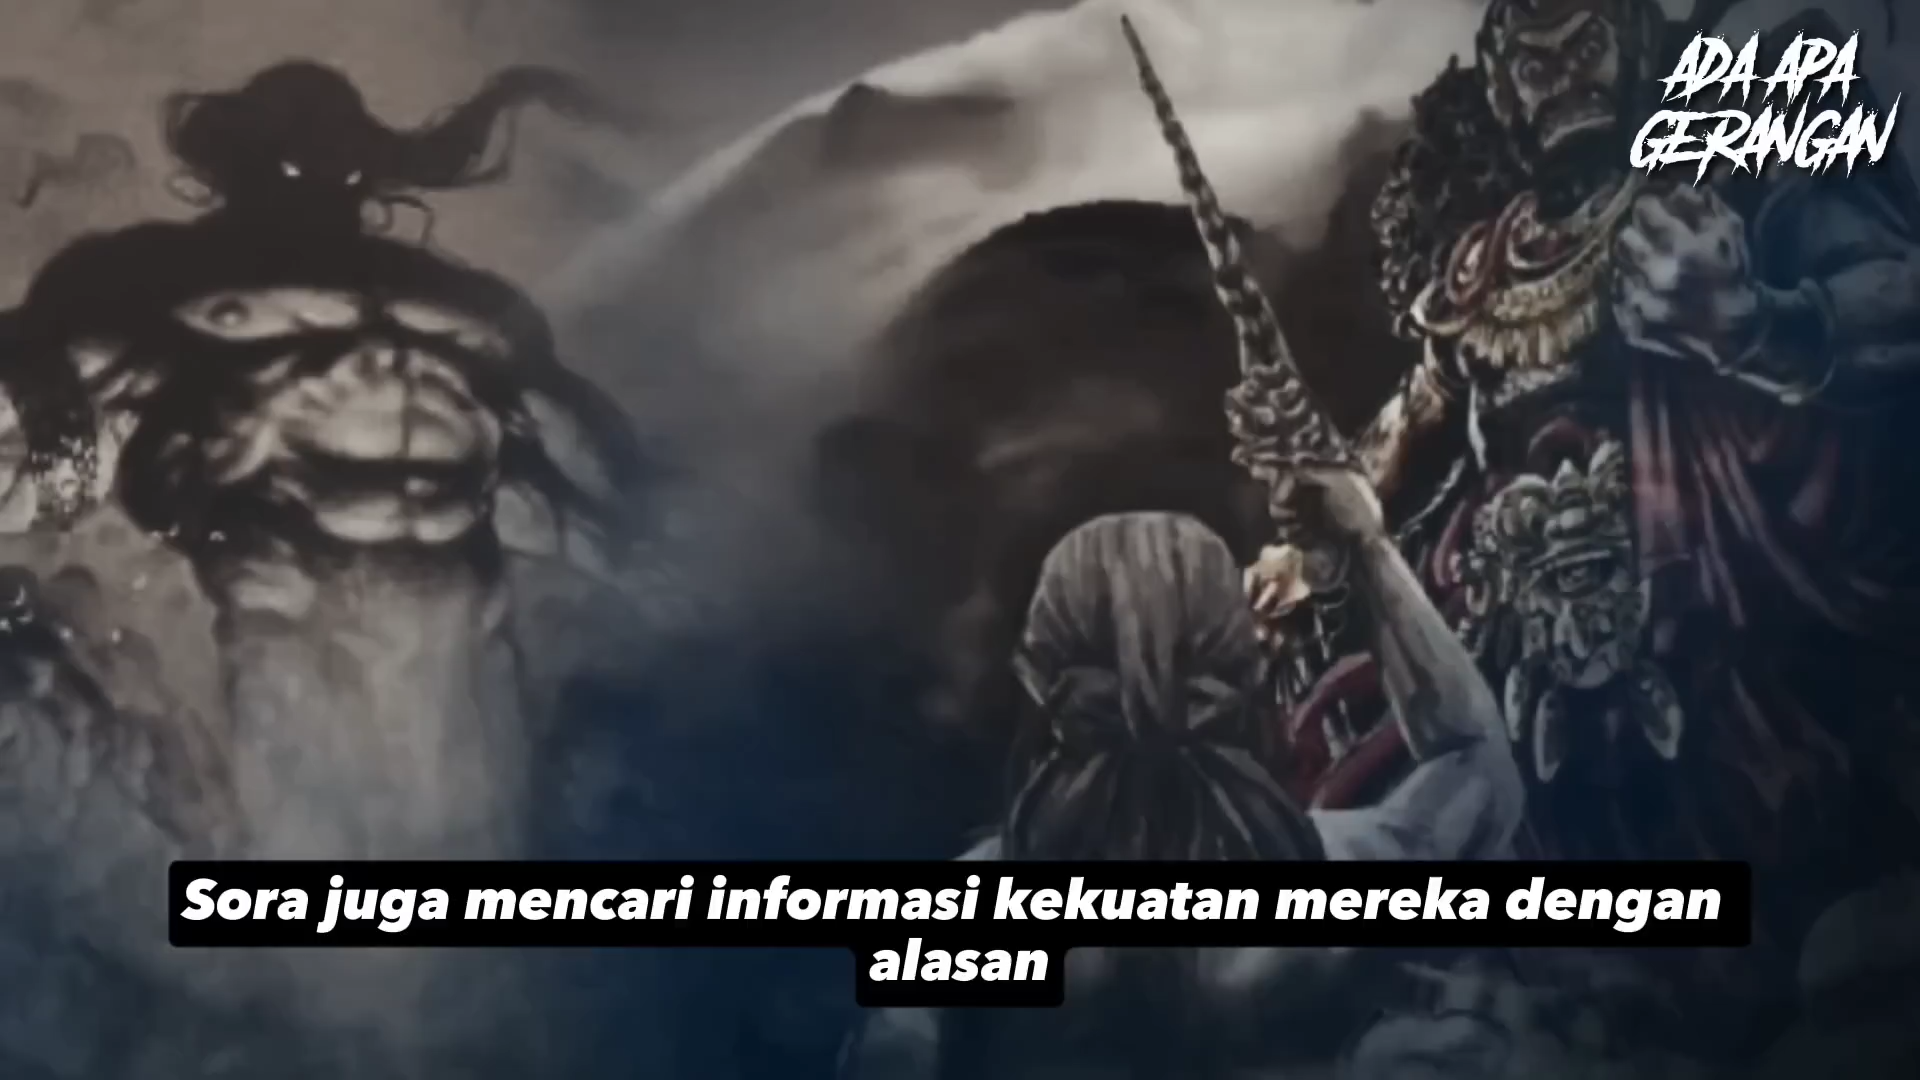 ADA APA
GERANGAN
Sora juga mencari informasi kekuatan mereka dengan
alasan